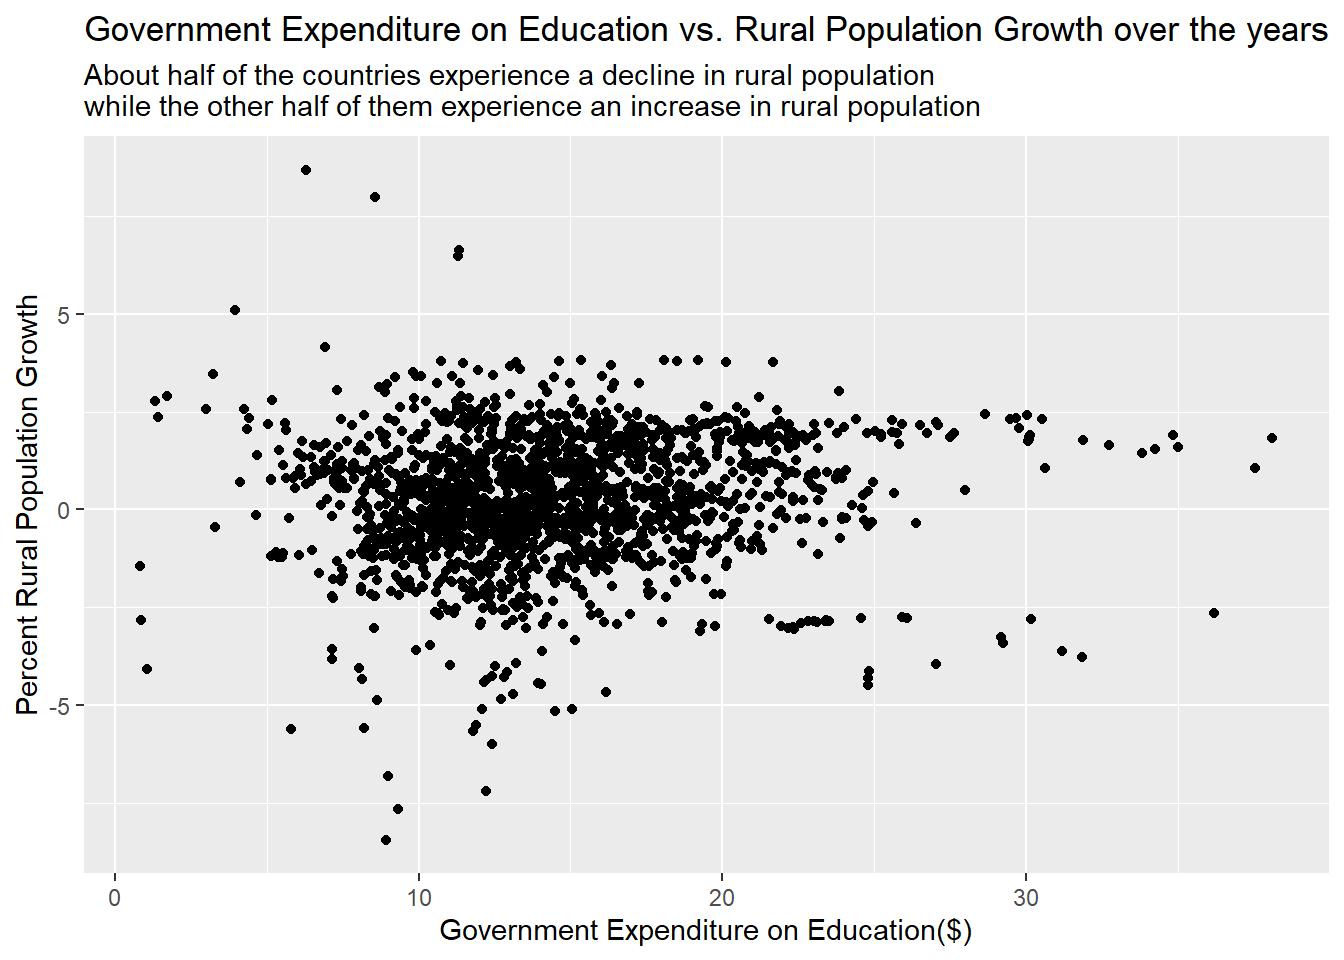 Government Expenditure on Education vs. Rural Population Growth over the years
About half of the countries experience a decline in rural population
while the other half of them experience an increase in rural population
Percent Rural Population Growth
5
0
-5
0
10
20
30
Government Expenditure on Education($)